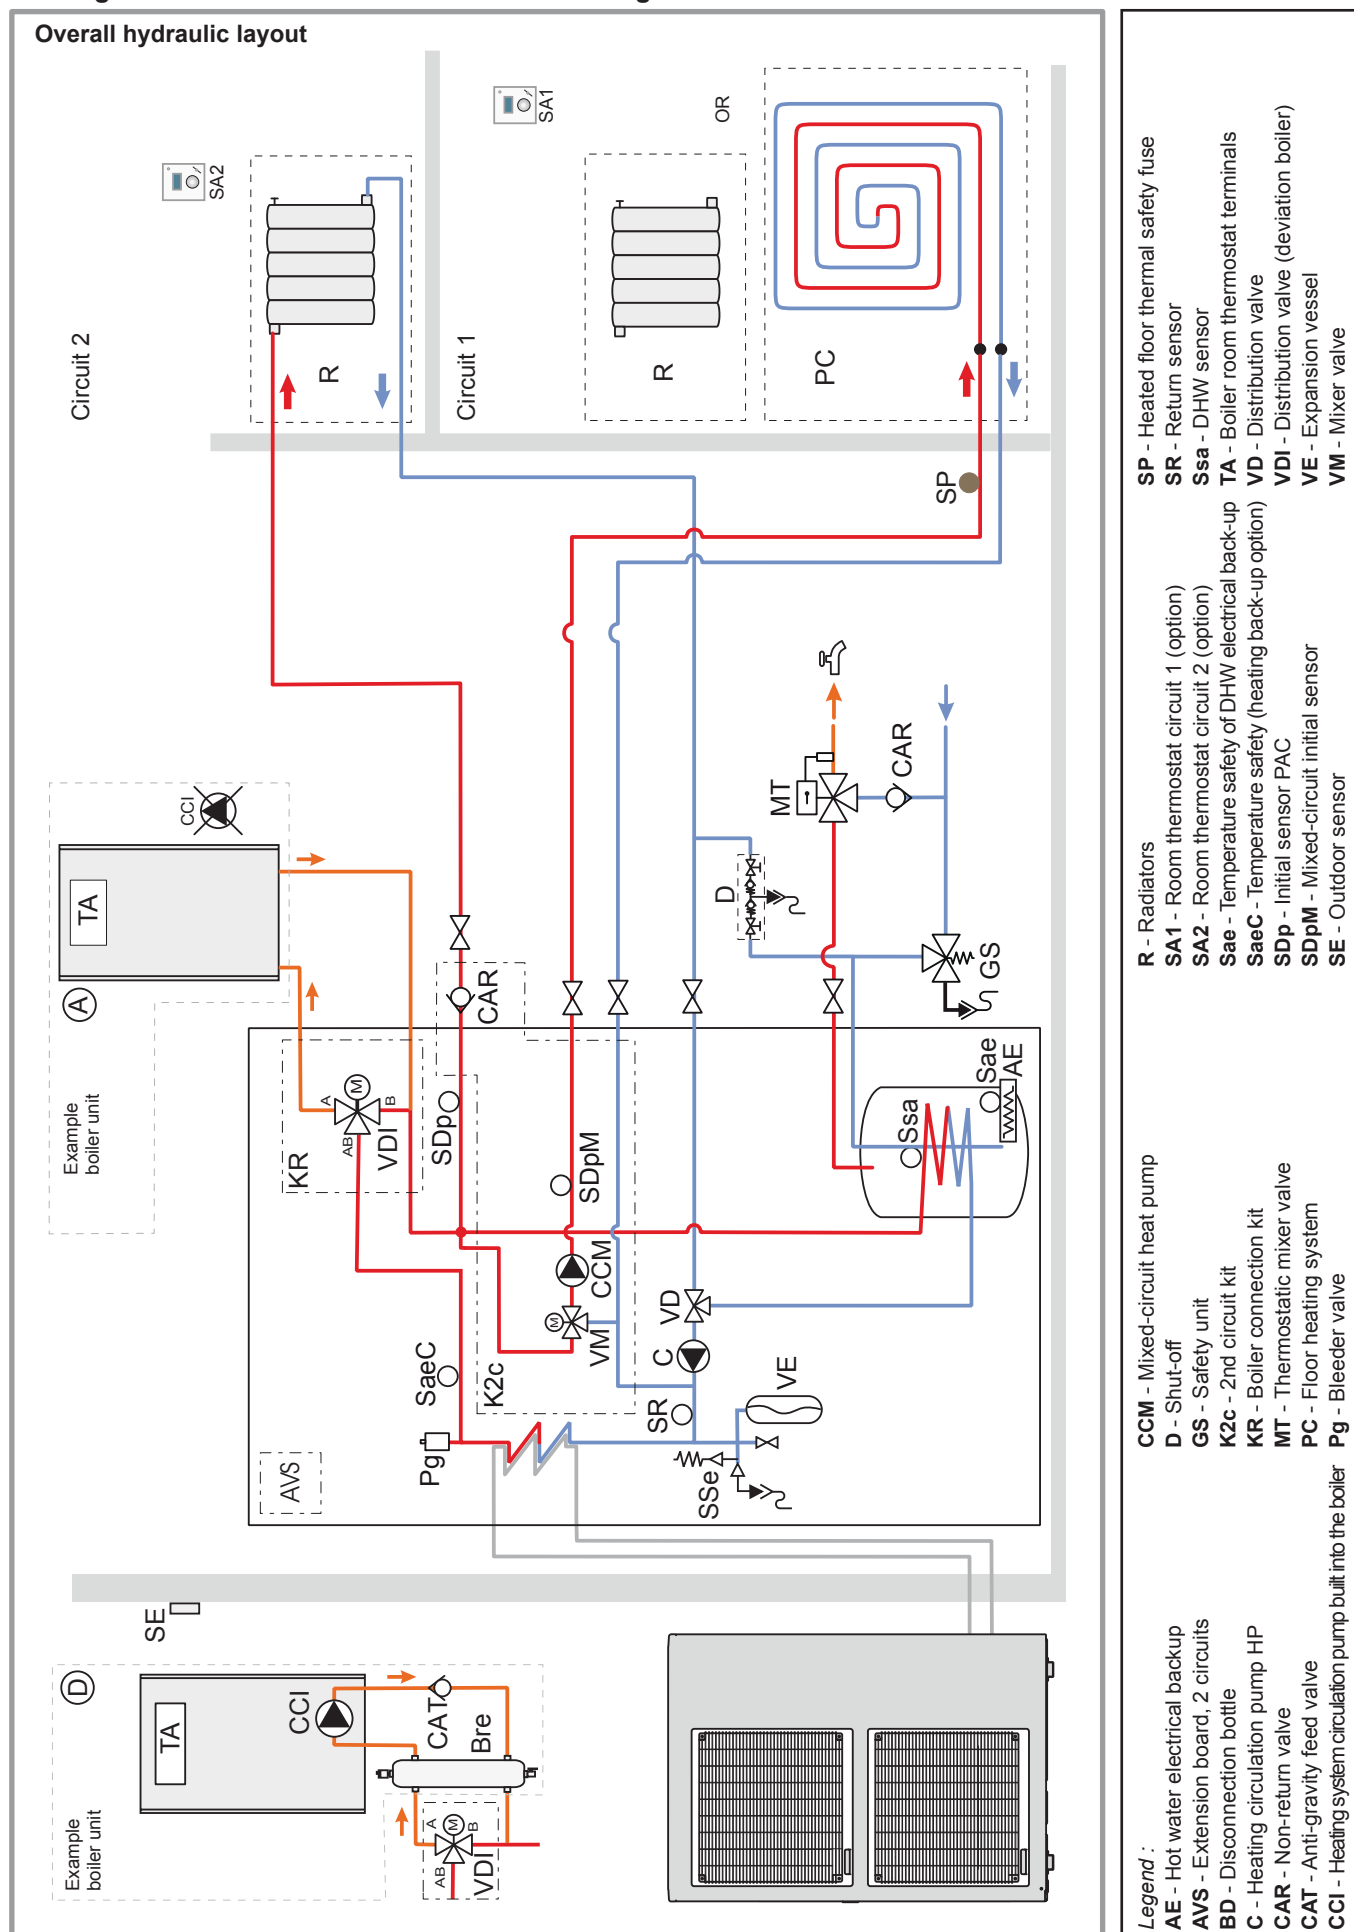 Overall hydraulic layout
SA2
SA1
Circuit 2
R
Circuit 1
R
OR
PC
SP
Example
boiler unit
A
TA
CCI
MT
CAR
D
GS
CAR
KR
A
M
B
AB
VDI
SDp
SDpM
CCM
M
VM
K2c
SaeC
Pg
AVS
Ssa
Sae
AE
VD
C
SR
VE
SSe
SE
Example
boiler unit
D
TA
CCI
CAT
Bre
A
M
B
AB
VDI
Legend :
AE - Hot water electrical backup
AVS - Extension board, 2 circuits
BD - Disconnection bottle
C - Heating circulation pump HP
CAR - Non-return valve
CAT - Anti-gravity feed valve
CCI - Heating system circulation pump built into the boiler
CCM - Mixed-circuit heat pump
D - Shut-off
GS - Safety unit
K2c - 2nd circuit kit
KR - Boiler connection kit
MT - Thermostatic mixer valve
PC - Floor heating system
Pg - Bleeder valve
R - Radiators
SA1 - Room thermostat circuit 1 (option)
SA2 - Room thermostat circuit 2 (option)
Sae - Temperature safety of DHW electrical back-up
SaeC - Temperature safety (heating back-up option)
SDp - Initial sensor PAC
SDpM - Mixed-circuit initial sensor
SE - Outdoor sensor
SP - Heated floor thermal safety fuse
SR - Return sensor
Ssa - DHW sensor
TA - Boiler room thermostat terminals
VD - Distribution valve
VDI - Distribution valve (deviation boiler)
VE - Expansion vessel
VM - Mixer valve